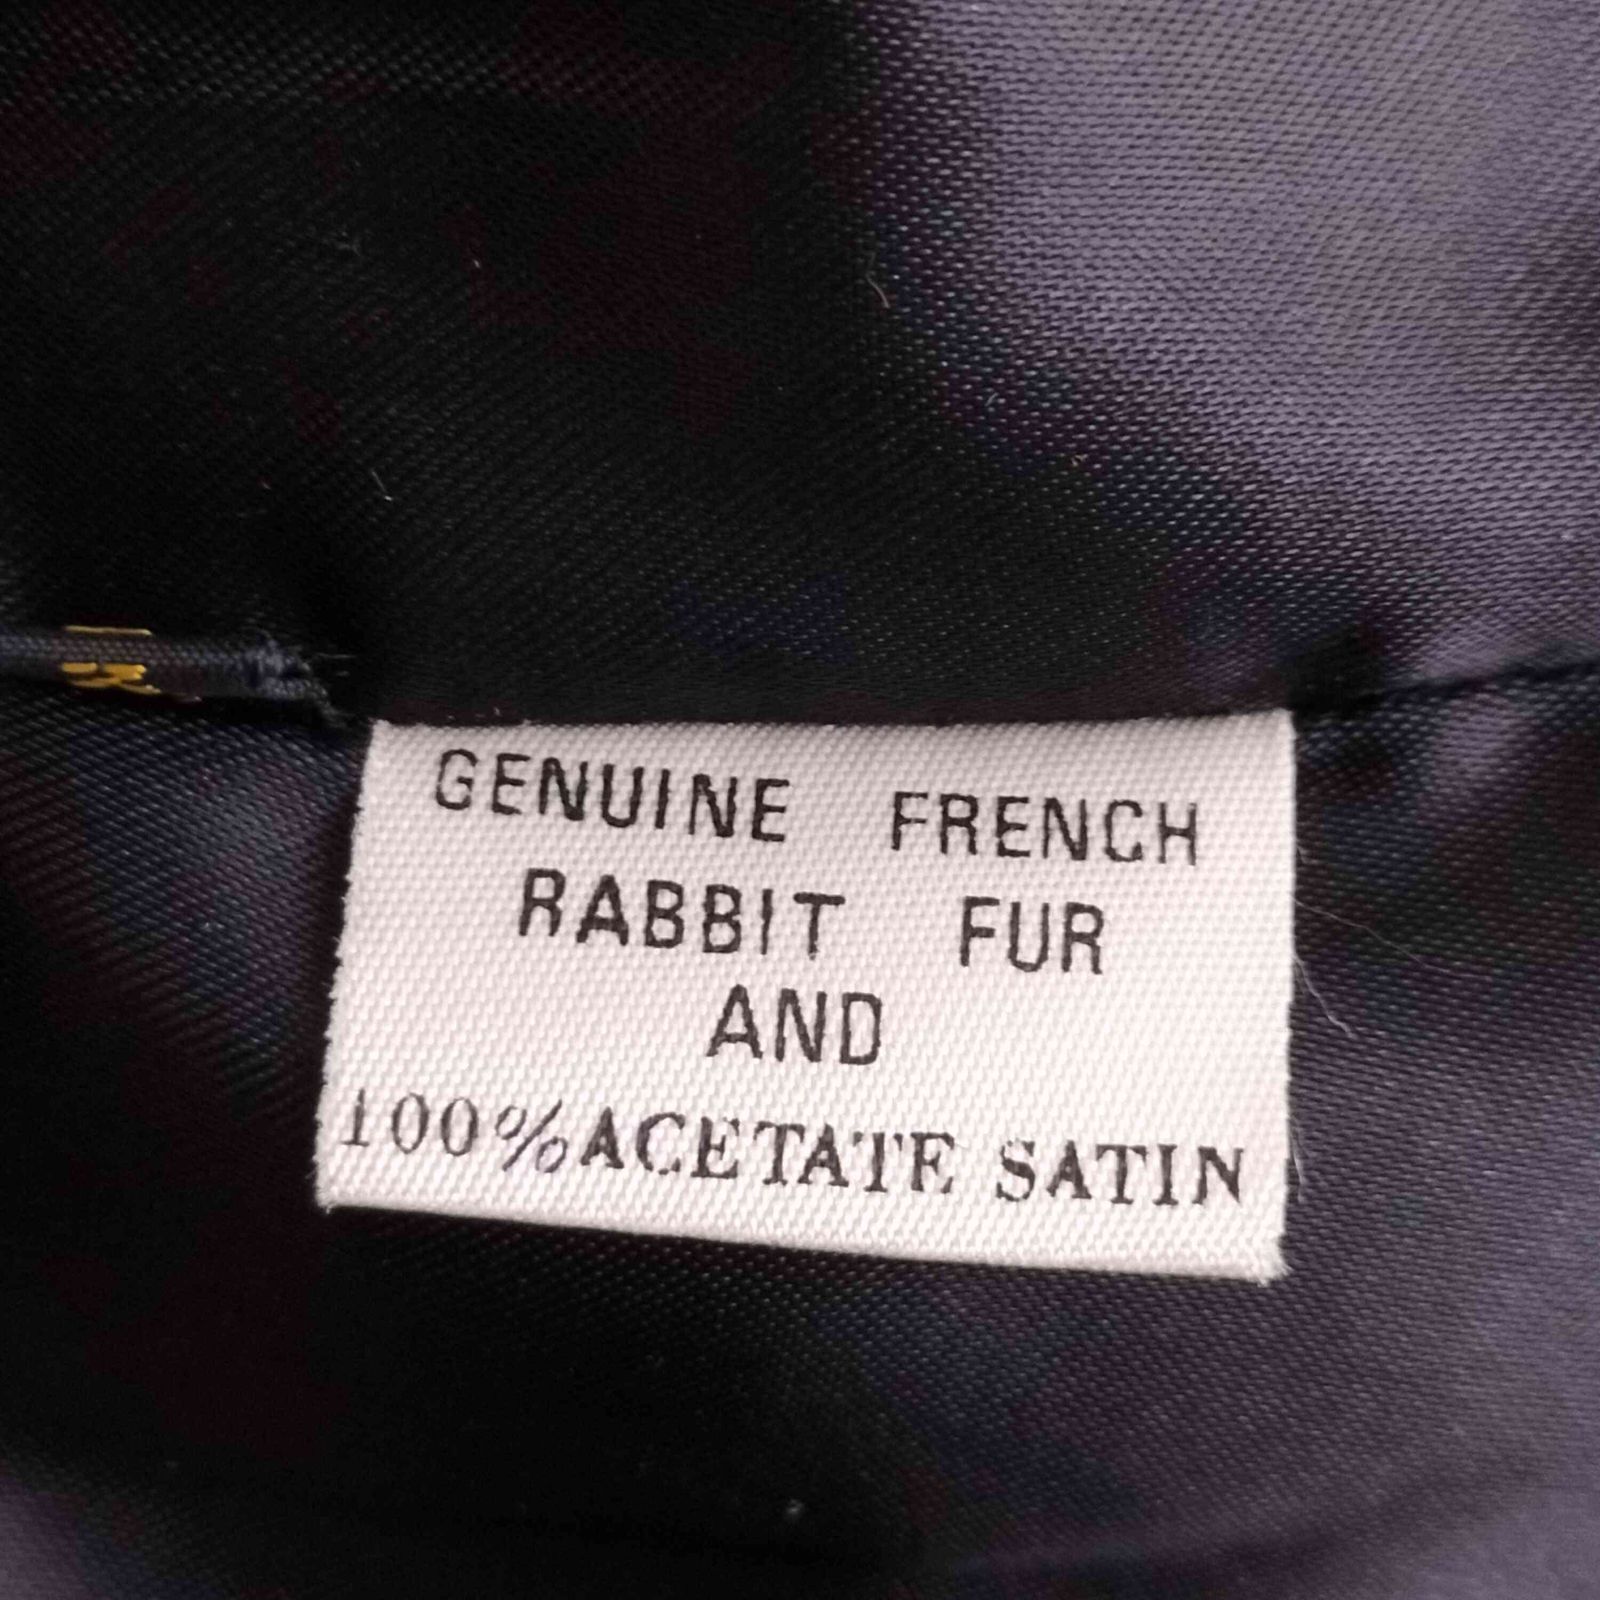 GENUINE FRENCH
RABBIT FUR
AND
100% ACETATE SATIN